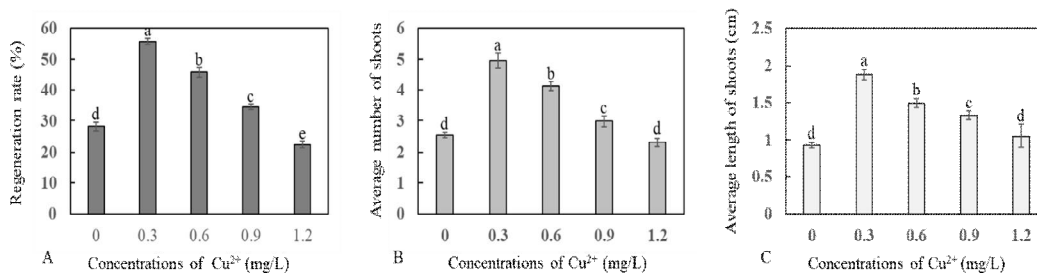 Regeneration rate (%)
60
50
40
30
20
10
0
d
a
b
c
e
0 0.3 0.6 0.9 1.2
A Concentrations of Cu²⁺ (mg/L)
Average number of shoots
6
5
4
3
2
1
0
d
a
b
c
d
0 0.3 0.6 0.9 1.2
B Concentrations of Cu²⁺ (mg/L)
Average length of shoots (cm)
2.5
2
1.5
1
0.5
0
d
a
b
c
d
0 0.3 0.6 0.9 1.2
C Concentrations of Cu²⁺ (mg/L)